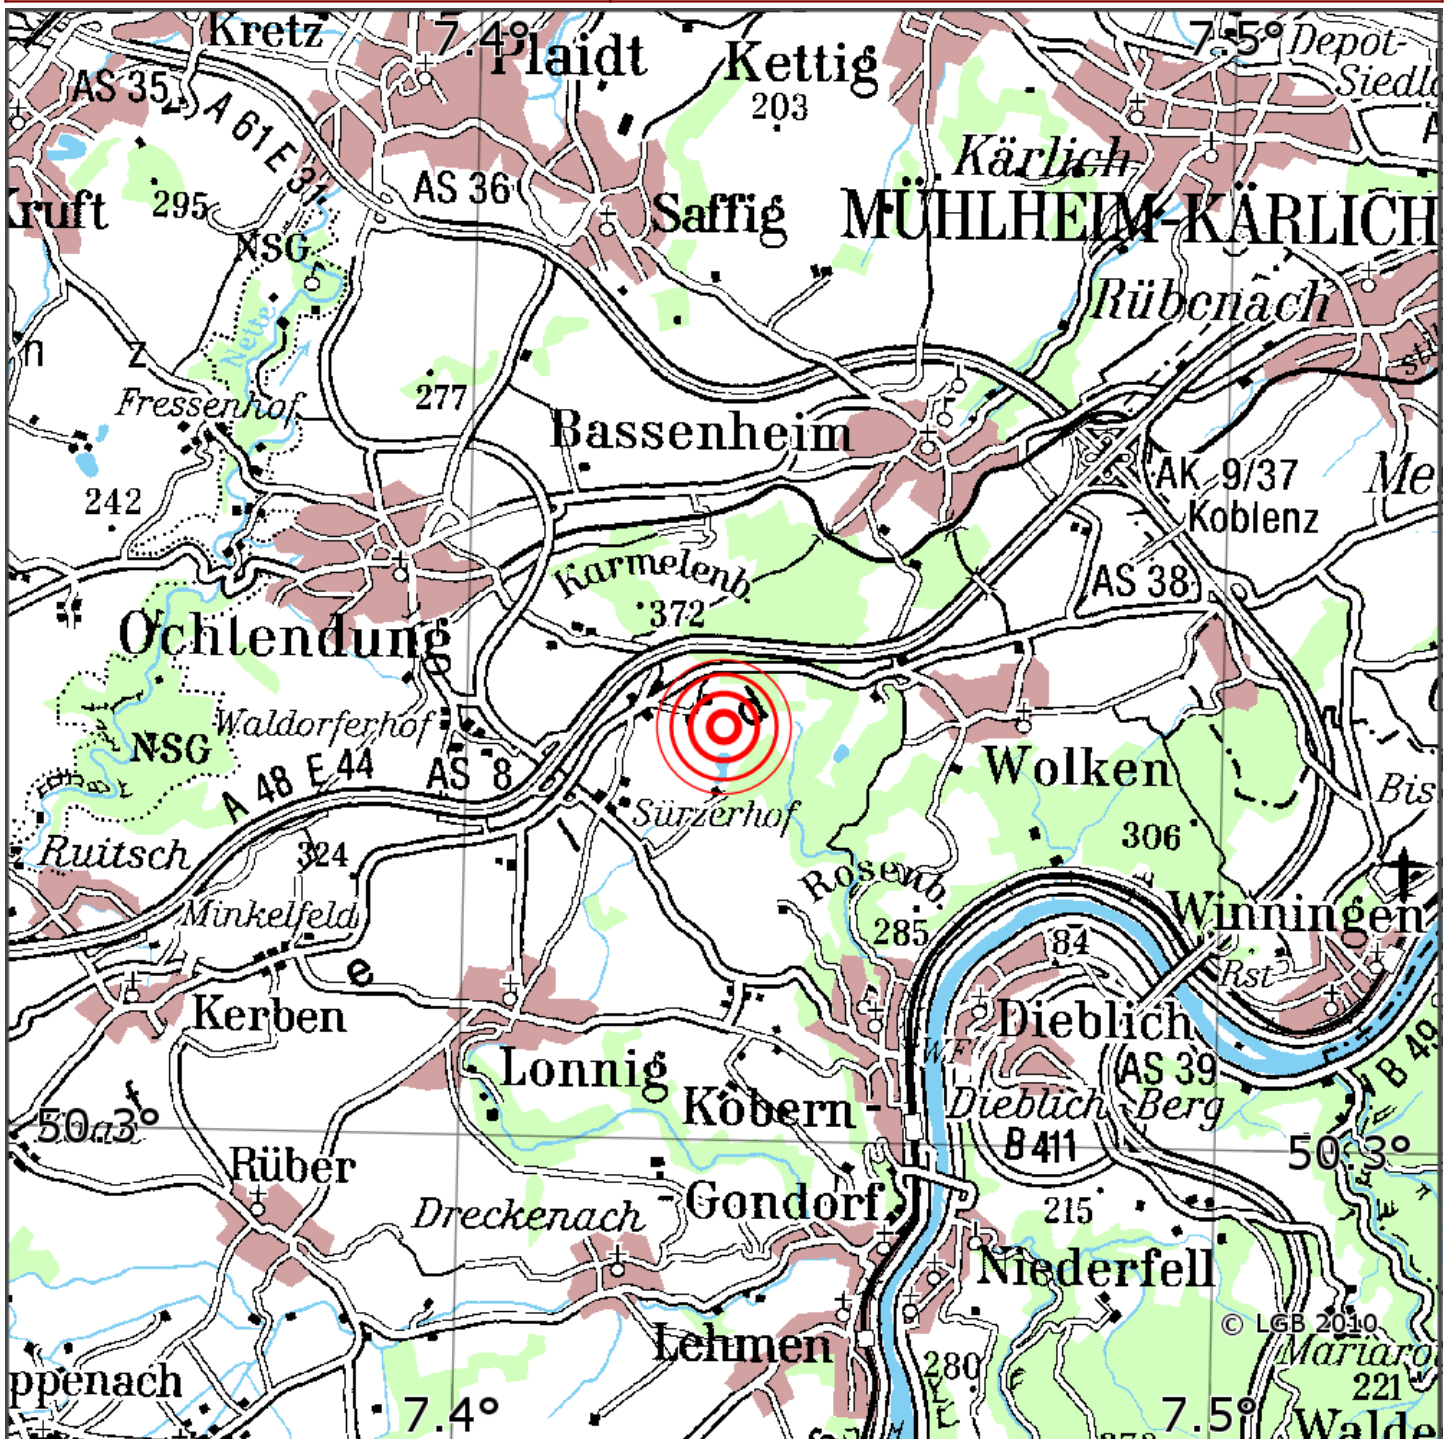 Kretz
7.4°
Plaidt
Kettig
7.5°
Depot-
AS 35
A 61 E 31
203
Kärlich
AS 36
295
Kruft
Saffig
MÜHLHEIM-KÄRLICH
NSG
Rübenach
n
z
Nette
277
Fressenhof
Bassenheim
AK 9/37
Koblenz
242
Karmelenb.
372
AS 38
Ochtendung
e
Waldorferhof
NSG
d
A 48 E 44
AS 8
Wolken
Sürzerhof
306
Ruitsch
324
Rosenb.
Minkelfeld
285
Winningen
84
Rst
e
Kerben
Dieblich
WF
Lonnig
AS 39
B 49
Kobern-
Dieblich
Berg
f
50.3°
B 411
50.3°
Rüber
-Gondorf
215
Dreckenach
Niederfell
© LGB 2010
Lehmen
280
221
7.4°
7.5°